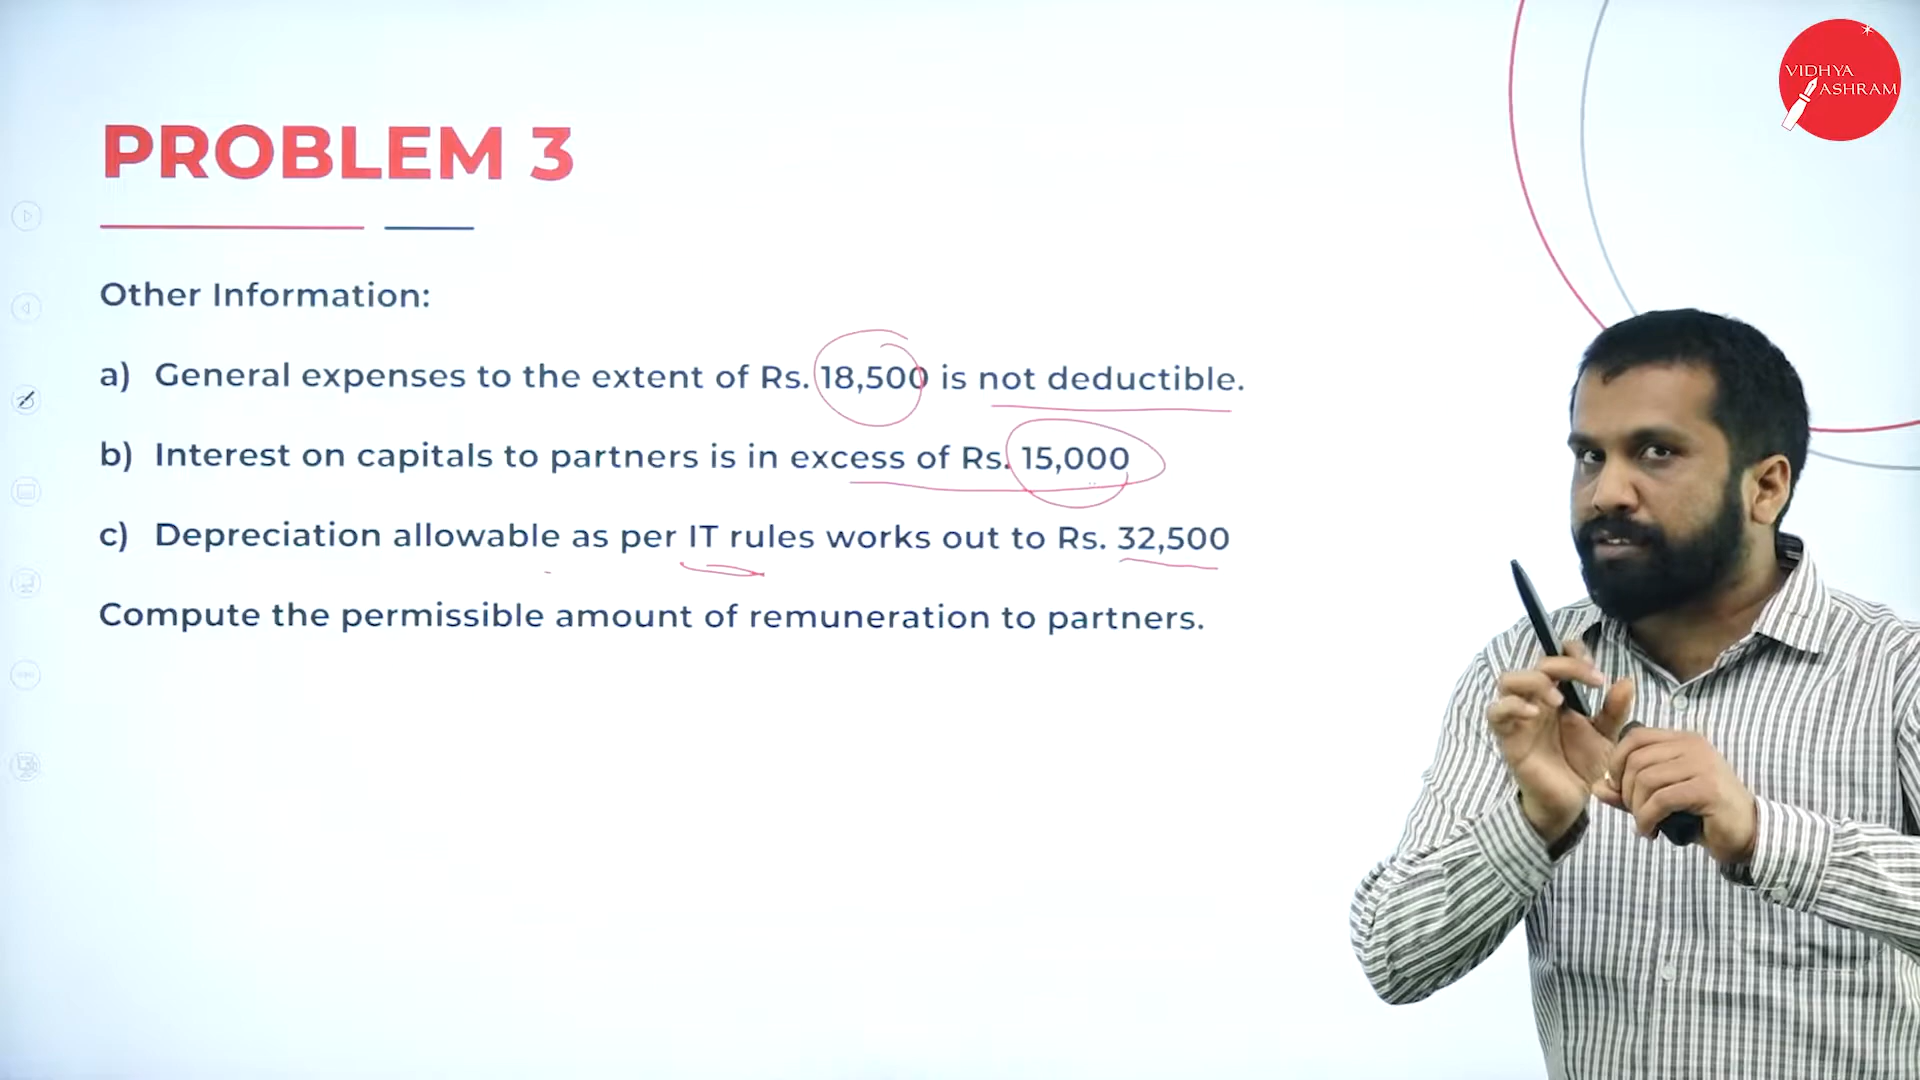 VIDHYA
ASHRAM
PROBLEM 3
Other Information:
a) General expenses to the extent of Rs. 18,500 is not deductible.
b) Interest on capitals to partners is in excess of Rs. 15,000
c) Depreciation allowable as per IT rules works out to Rs. 32,500
Compute the permissible amount of remuneration to partners.